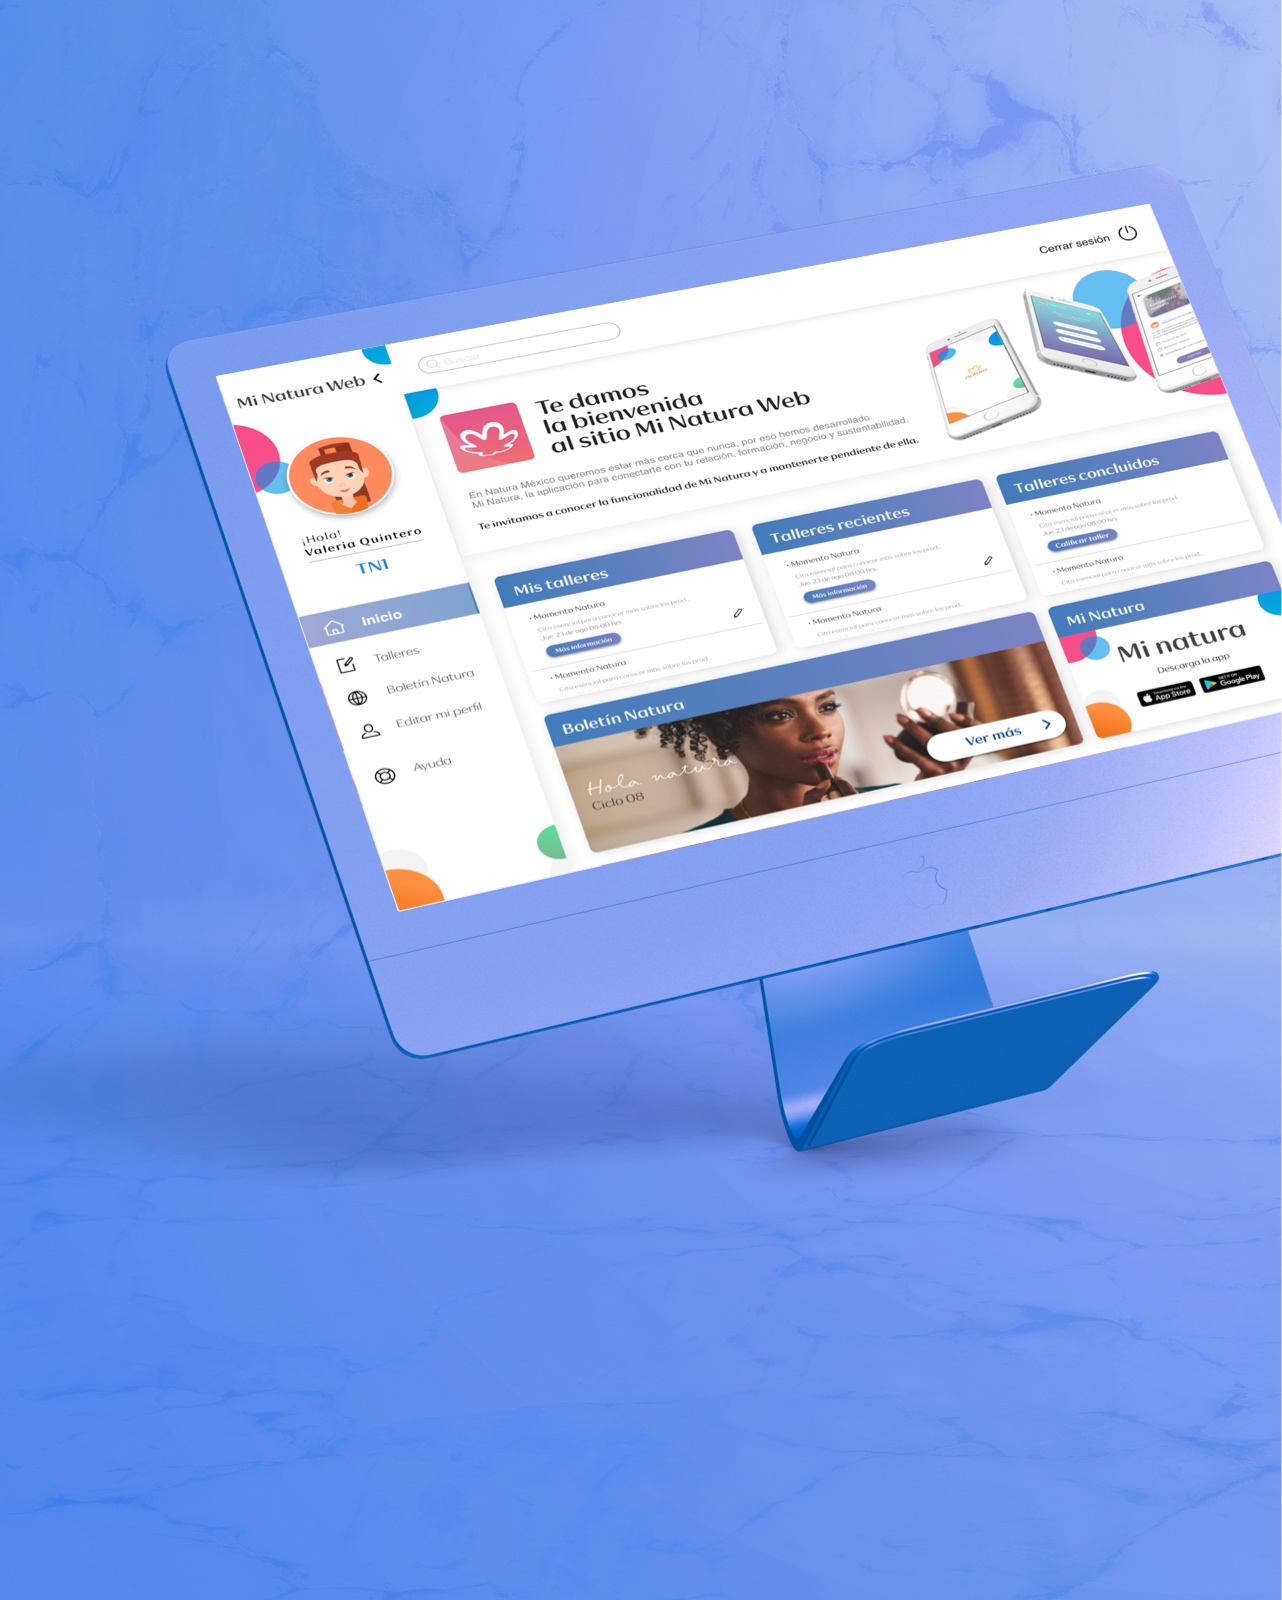 Cerrar sesión
Buscar
Mi Natura Web
¡Hola!
Valeria Quintero
TNI
Inicio
Talleres
Boletín Natura
Editar mi perfil
Ayuda
Te damos
la bienvenida
al sitio Mi Natura Web
En Natura México queremos estar más cerca que nunca, por eso hemos desarrollado
Mi Natura, la aplicación para conectarte con tu relación, formación, negocio y sustentabilidad.
Te invitamos a conocer la funcionalidad de Mi Natura y a mantenerte pendiente de ella.
natura
Mis talleres
• Momento Natura
Cita esencial para conocer más sobre los prod...
Jue 23 de ago 08:00 hrs
Más información
• Momento Natura
Cita esencial para conocer más sobre los prod...
Talleres recientes
• Momento Natura
Cita esencial para conocer más sobre los prod...
Jue 23 de ago 08:00 hrs
Más información
• Momento Natura
Cita esencial para conocer más sobre los prod...
Talleres concluidos
• Momento Natura
Cita esencial para conocer más sobre los prod...
Jue 23 de ago 08:00 hrs
Calificar taller
• Momento Natura
Cita esencial para conocer más sobre los prod...
Boletín Natura
Hola natura
Ciclo 08
Ver más
Mi Natura
Mi natura
Descarga la app
Download on the
App Store
GET IT ON
Google Play